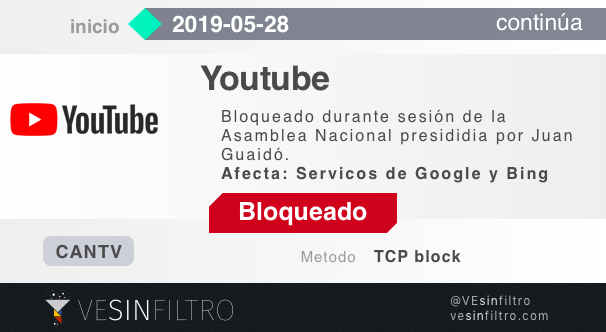 inicio 2019-05-28 continúa
Youtube
YouTube
Bloqueado durante sesión de la
Asamblea Nacional presididia por Juan
Guaidó.
Afecta: Servicos de Google y Bing
Bloqueado
CANTV
Metodo TCP block
VESINFILTRO
@VEsinfiltro
vesinfiltro.com